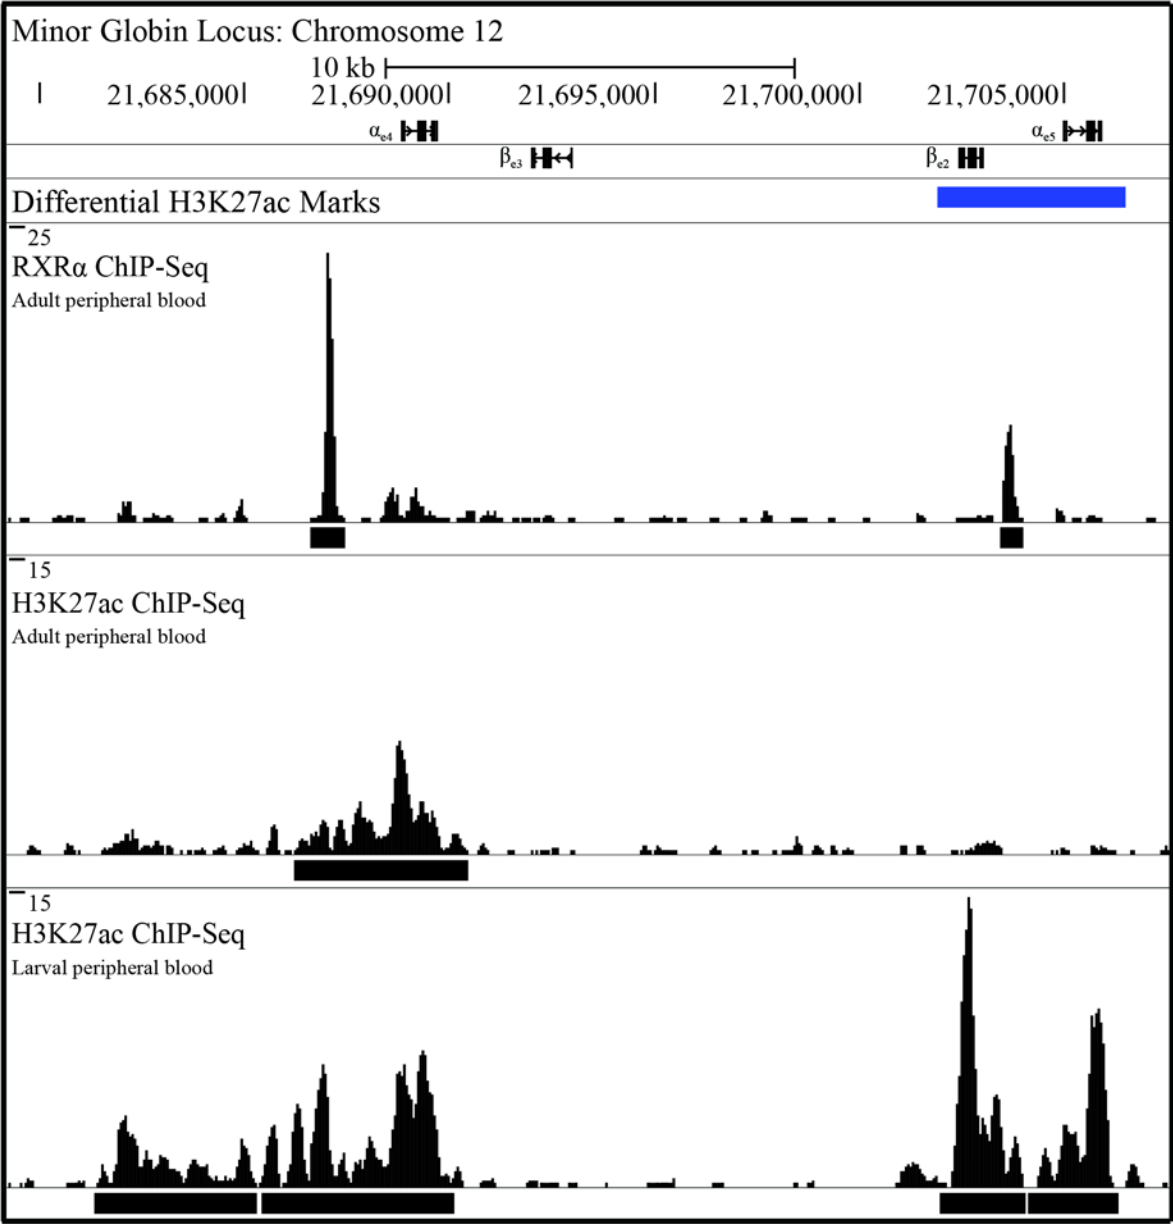 Minor Globin Locus: Chromosome 12
10 kb
21,685,000 21,690,000 21,695,000 21,700,000 21,705,000
αe4 αe5
βe3 βe2
Differential H3K27ac Marks
25
RXRα ChIP-Seq
Adult peripheral blood
15
H3K27ac ChIP-Seq
Adult peripheral blood
15
H3K27ac ChIP-Seq
Larval peripheral blood